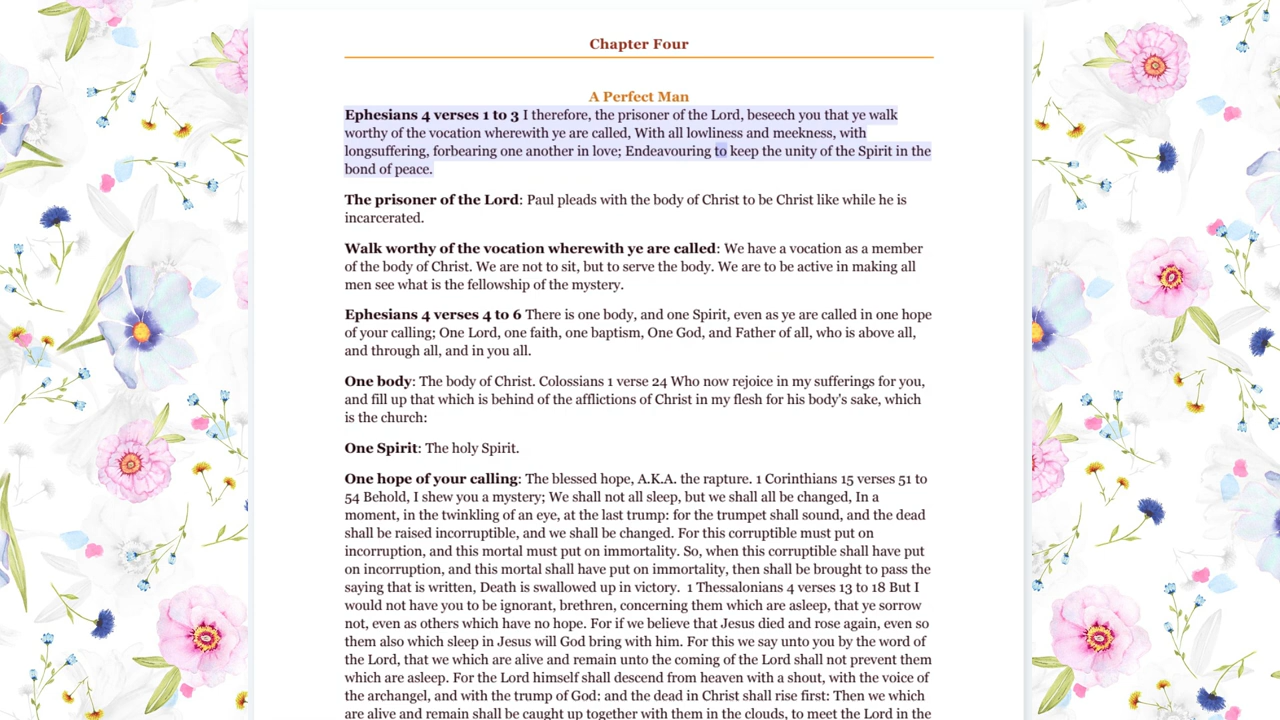 Chapter Four
A Perfect Man
Ephesians 4 verses 1 to 3 I therefore, the prisoner of the Lord, beseech you that ye walk
worthy of the vocation wherewith ye are called, With all lowliness and meekness, with
longsuffering, forbearing one another in love; Endeavouring to keep the unity of the Spirit in the
bond of peace.
The prisoner of the Lord: Paul pleads with the body of Christ to be Christ like while he is
incarcerated.
Walk worthy of the vocation wherewith ye are called: We have a vocation as a member
of the body of Christ. We are not to sit, but to serve the body. We are to be active in making all
men see what is the fellowship of the mystery.
Ephesians 4 verses 4 to 6 There is one body, and one Spirit, even as ye are called in one hope
of your calling; One Lord, one faith, one baptism, One God, and Father of all, who is above all,
and through all, and in you all.
One body: The body of Christ. Colossians 1 verse 24 Who now rejoice in my sufferings for you,
and fill up that which is behind of the afflictions of Christ in my flesh for his body's sake, which
is the church:
One Spirit: The holy Spirit.
One hope of your calling: The blessed hope, A.K.A. the rapture. 1 Corinthians 15 verses 51 to
54 Behold, I shew you a mystery; We shall not all sleep, but we shall all be changed, In a
moment, in the twinkling of an eye, at the last trump: for the trumpet shall sound, and the dead
shall be raised incorruptible, and we shall be changed. For this corruptible must put on
incorruption, and this mortal must put on immortality. So, when this corruptible shall have put
on incorruption, and this mortal shall have put on immortality, then shall be brought to pass the
saying that is written, Death is swallowed up in victory.  1 Thessalonians 4 verses 13 to 18 But I
would not have you to be ignorant, brethren, concerning them which are asleep, that ye sorrow
not, even as others which have no hope. For if we believe that Jesus died and rose again, even so
them also which sleep in Jesus will God bring with him. For this we say unto you by the word of
the Lord, that we which are alive and remain unto the coming of the Lord shall not prevent them
which are asleep. For the Lord himself shall descend from heaven with a shout, with the voice of
the archangel, and with the trump of God: and the dead in Christ shall rise first: Then we which
are alive and remain shall be caught up together with them in the clouds, to meet the Lord in the